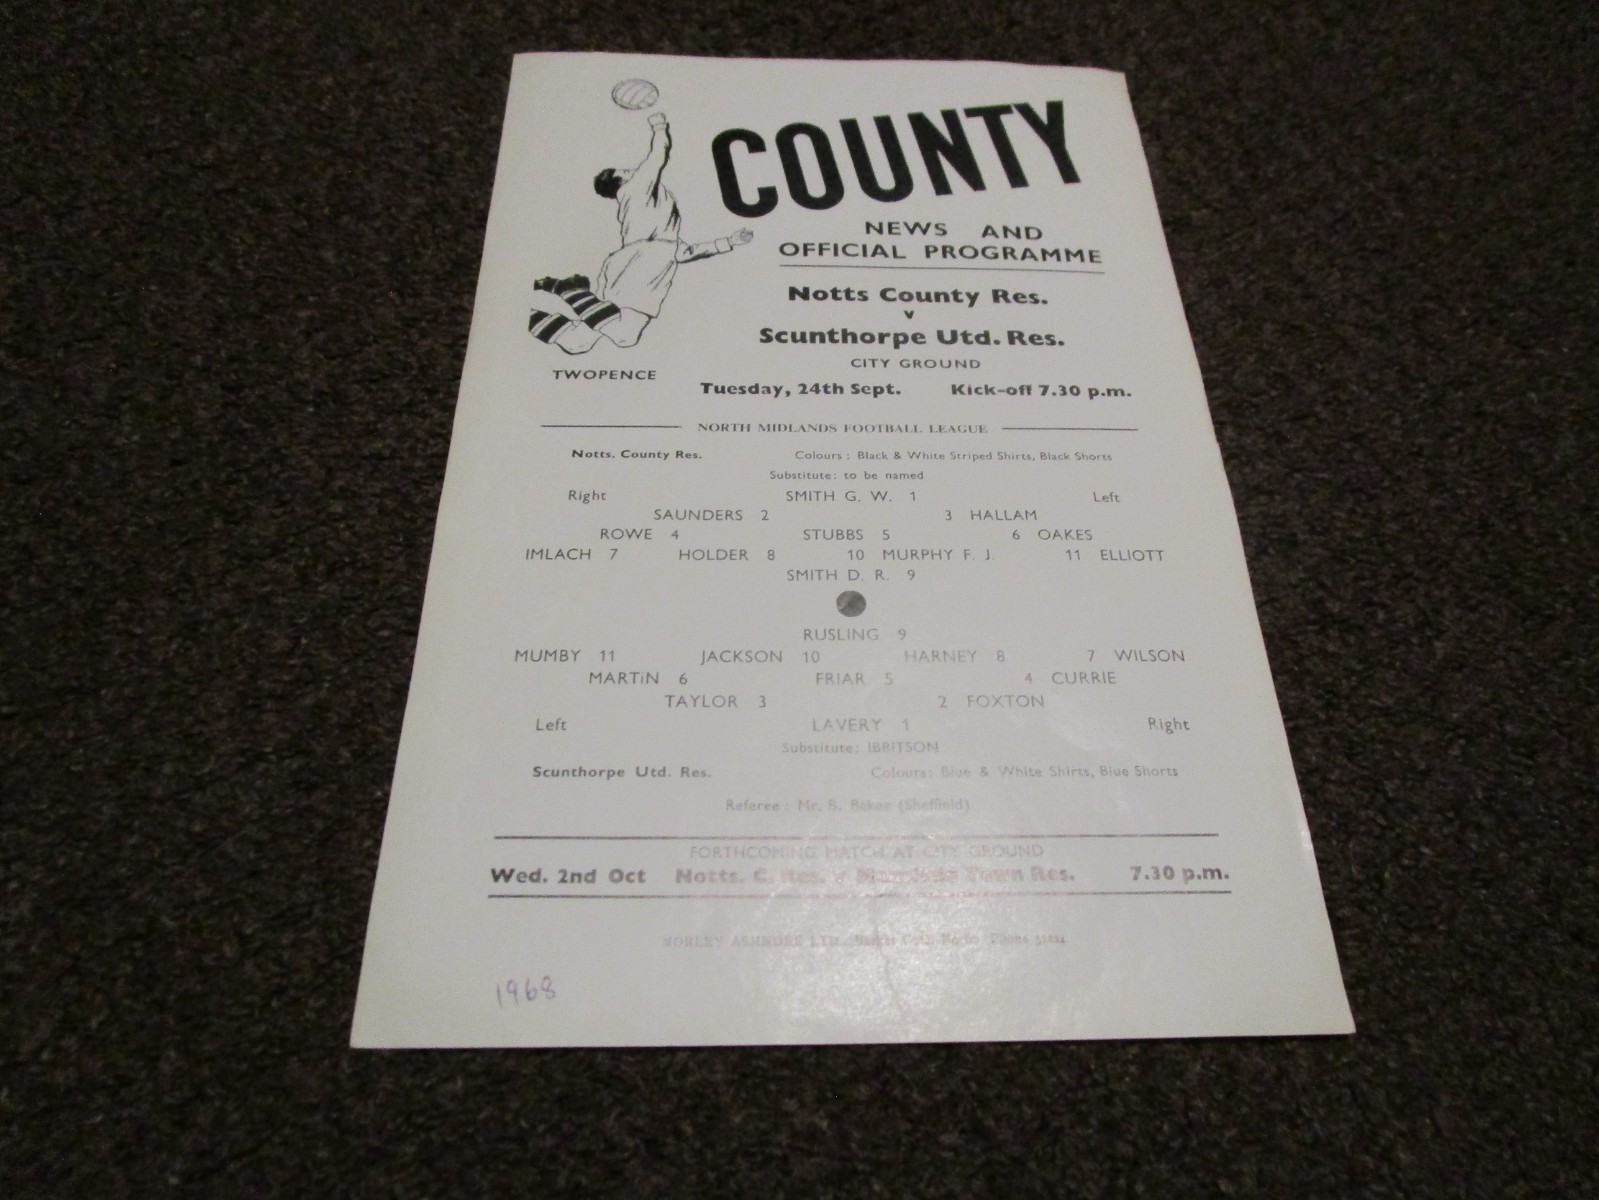 COUNTY
NEWS AND
OFFICIAL PROGRAMME
Notts County Res.
v
Scunthorpe Utd. Res.
CITY GROUND
TWOPENCE
Tuesday, 24th Sept. Kick-off 7.30 p.m.
NORTH MIDLANDS FOOTBALL LEAGUE
Notts. County Res. Colours : Black & White Striped Shirts, Black Shorts
Substitute: to be named
Right SMITH G. W. 1 Left
SAUNDERS 2 3 HALLAM
ROWE 4 STUBBS 5 6 OAKES
IMLACH 7 HOLDER 8 10 MURPHY F. J. 11 ELLIOTT
SMITH D. R. 9
RUSLING 9
MUMBY 11 JACKSON 10 HARNEY 8 7 WILSON
MARTiN 6 FRIAR 5 4 CURRIE
TAYLOR 3 2 FOXTON
Left LAVERY 1 Right
Substitute: IBBITSON
Scunthorpe Utd. Res. Colours: Blue & White Shirts, Blue Shorts
Referee : Mr. B. Baker (Sheffield)
FORTHCOMING MATCH AT CITY GROUND
Wed. 2nd Oct Notts. C. Res. v Town Res. 7.30 p.m.
LTD., Phone
1968